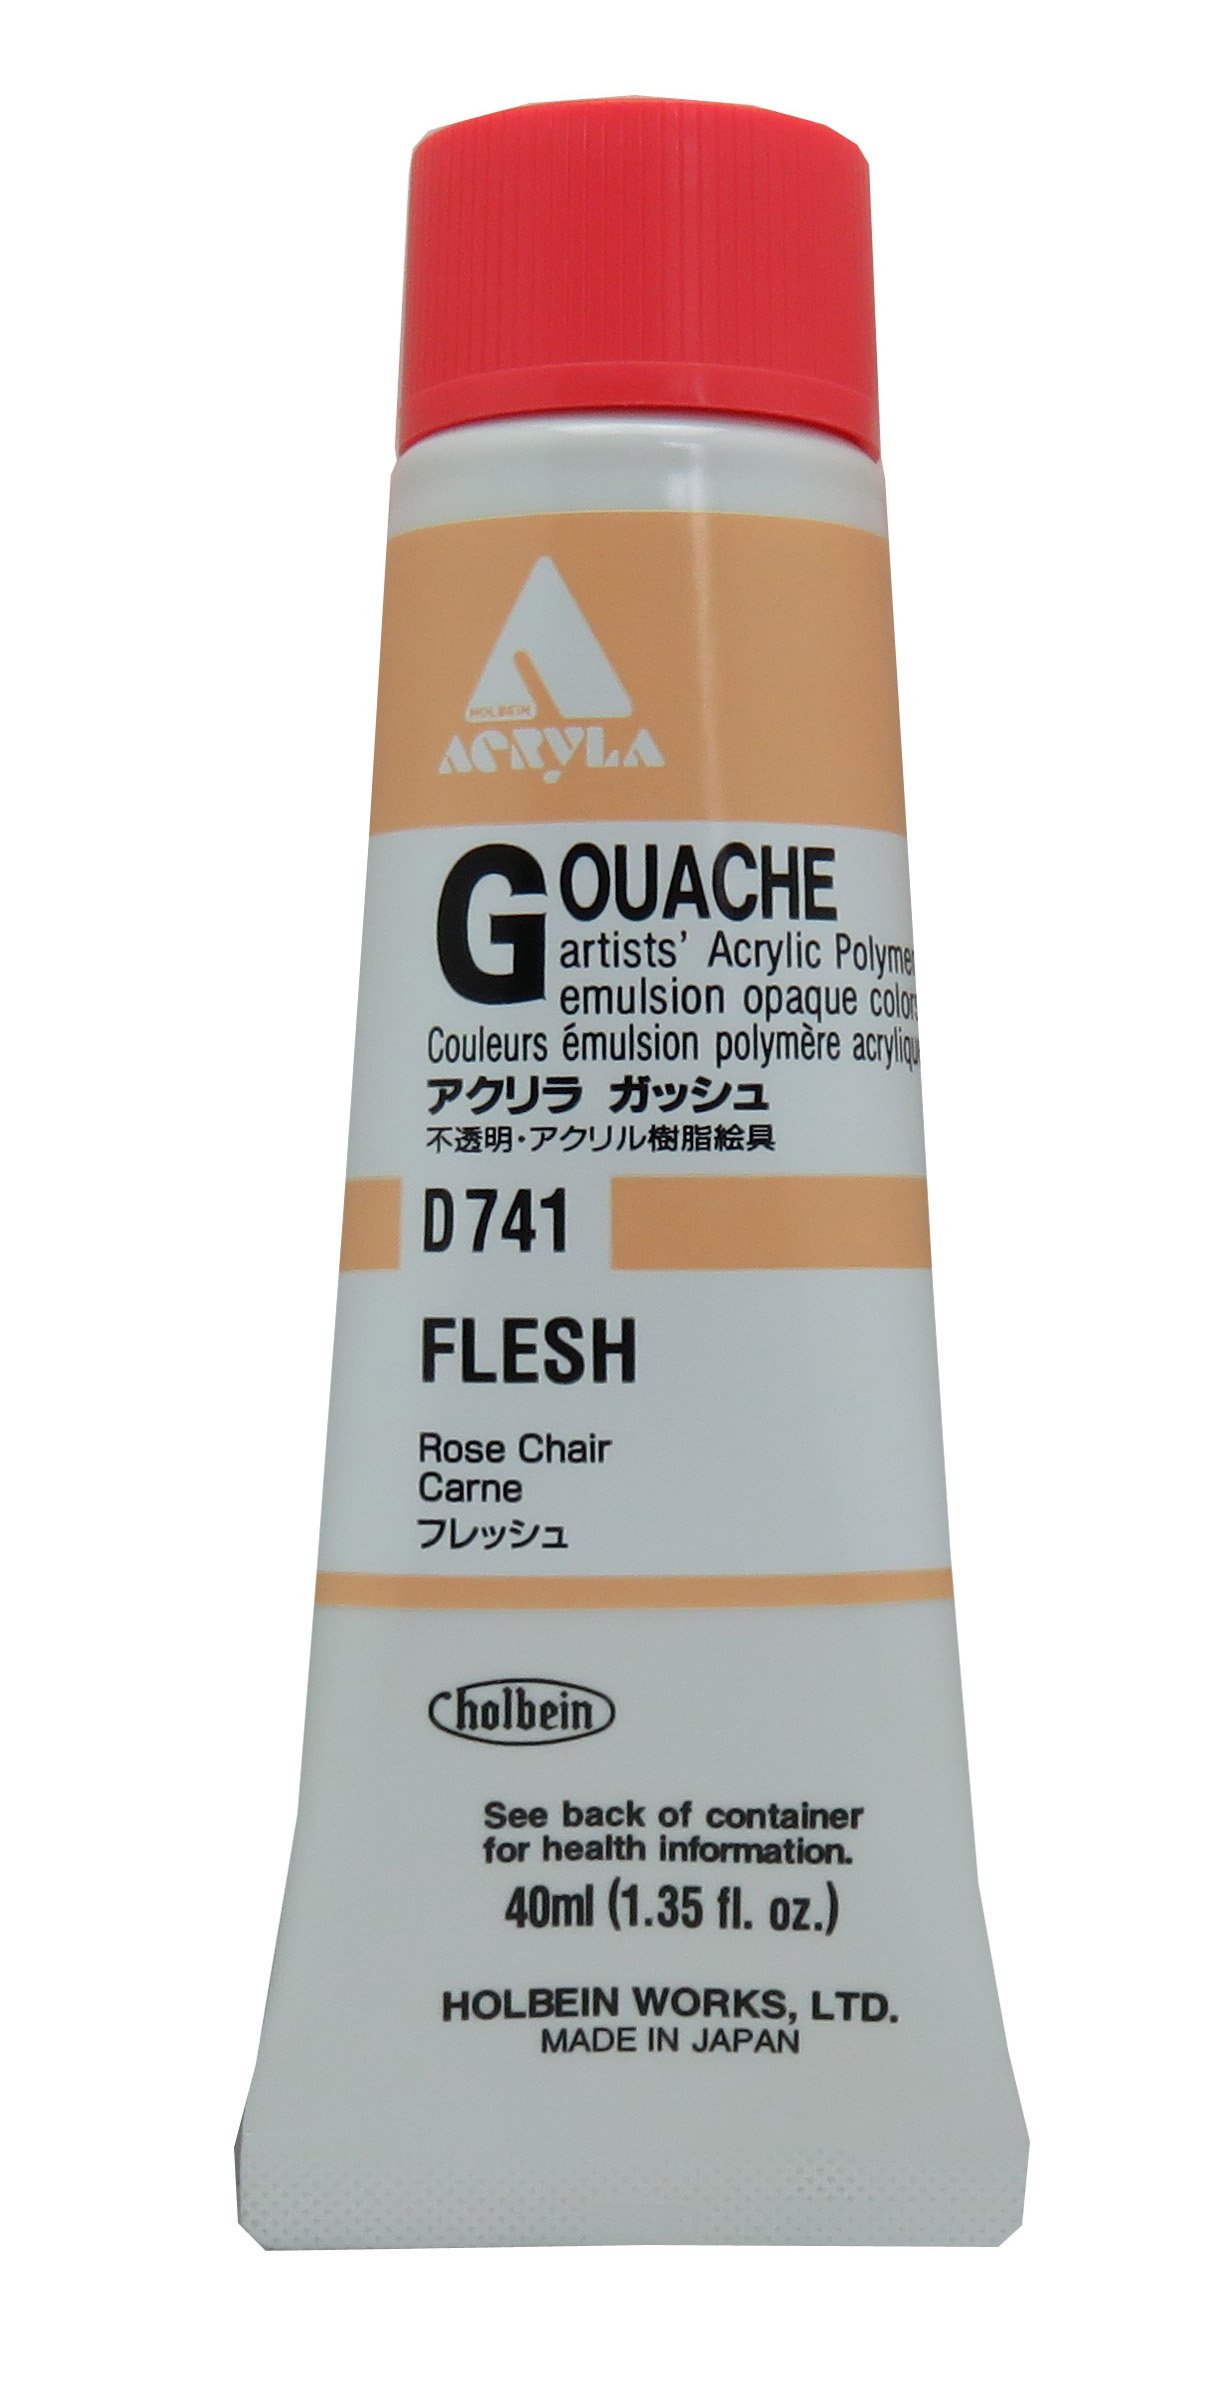 HOLBEIN
ACRYLA
GOUACHE
artists' Acrylic Polymer
emulsion opaque colors
Couleurs émulsion polymère acryliqu
アクリラ ガッシュ
不透明・アクリル樹脂絵具
D741
FLESH
Rose Chair
Carne
フレッシュ
holbein
See back of container
for health information.
40ml (1.35 fl. oz.)
HOLBEIN WORKS, LTD.
MADE IN JAPAN